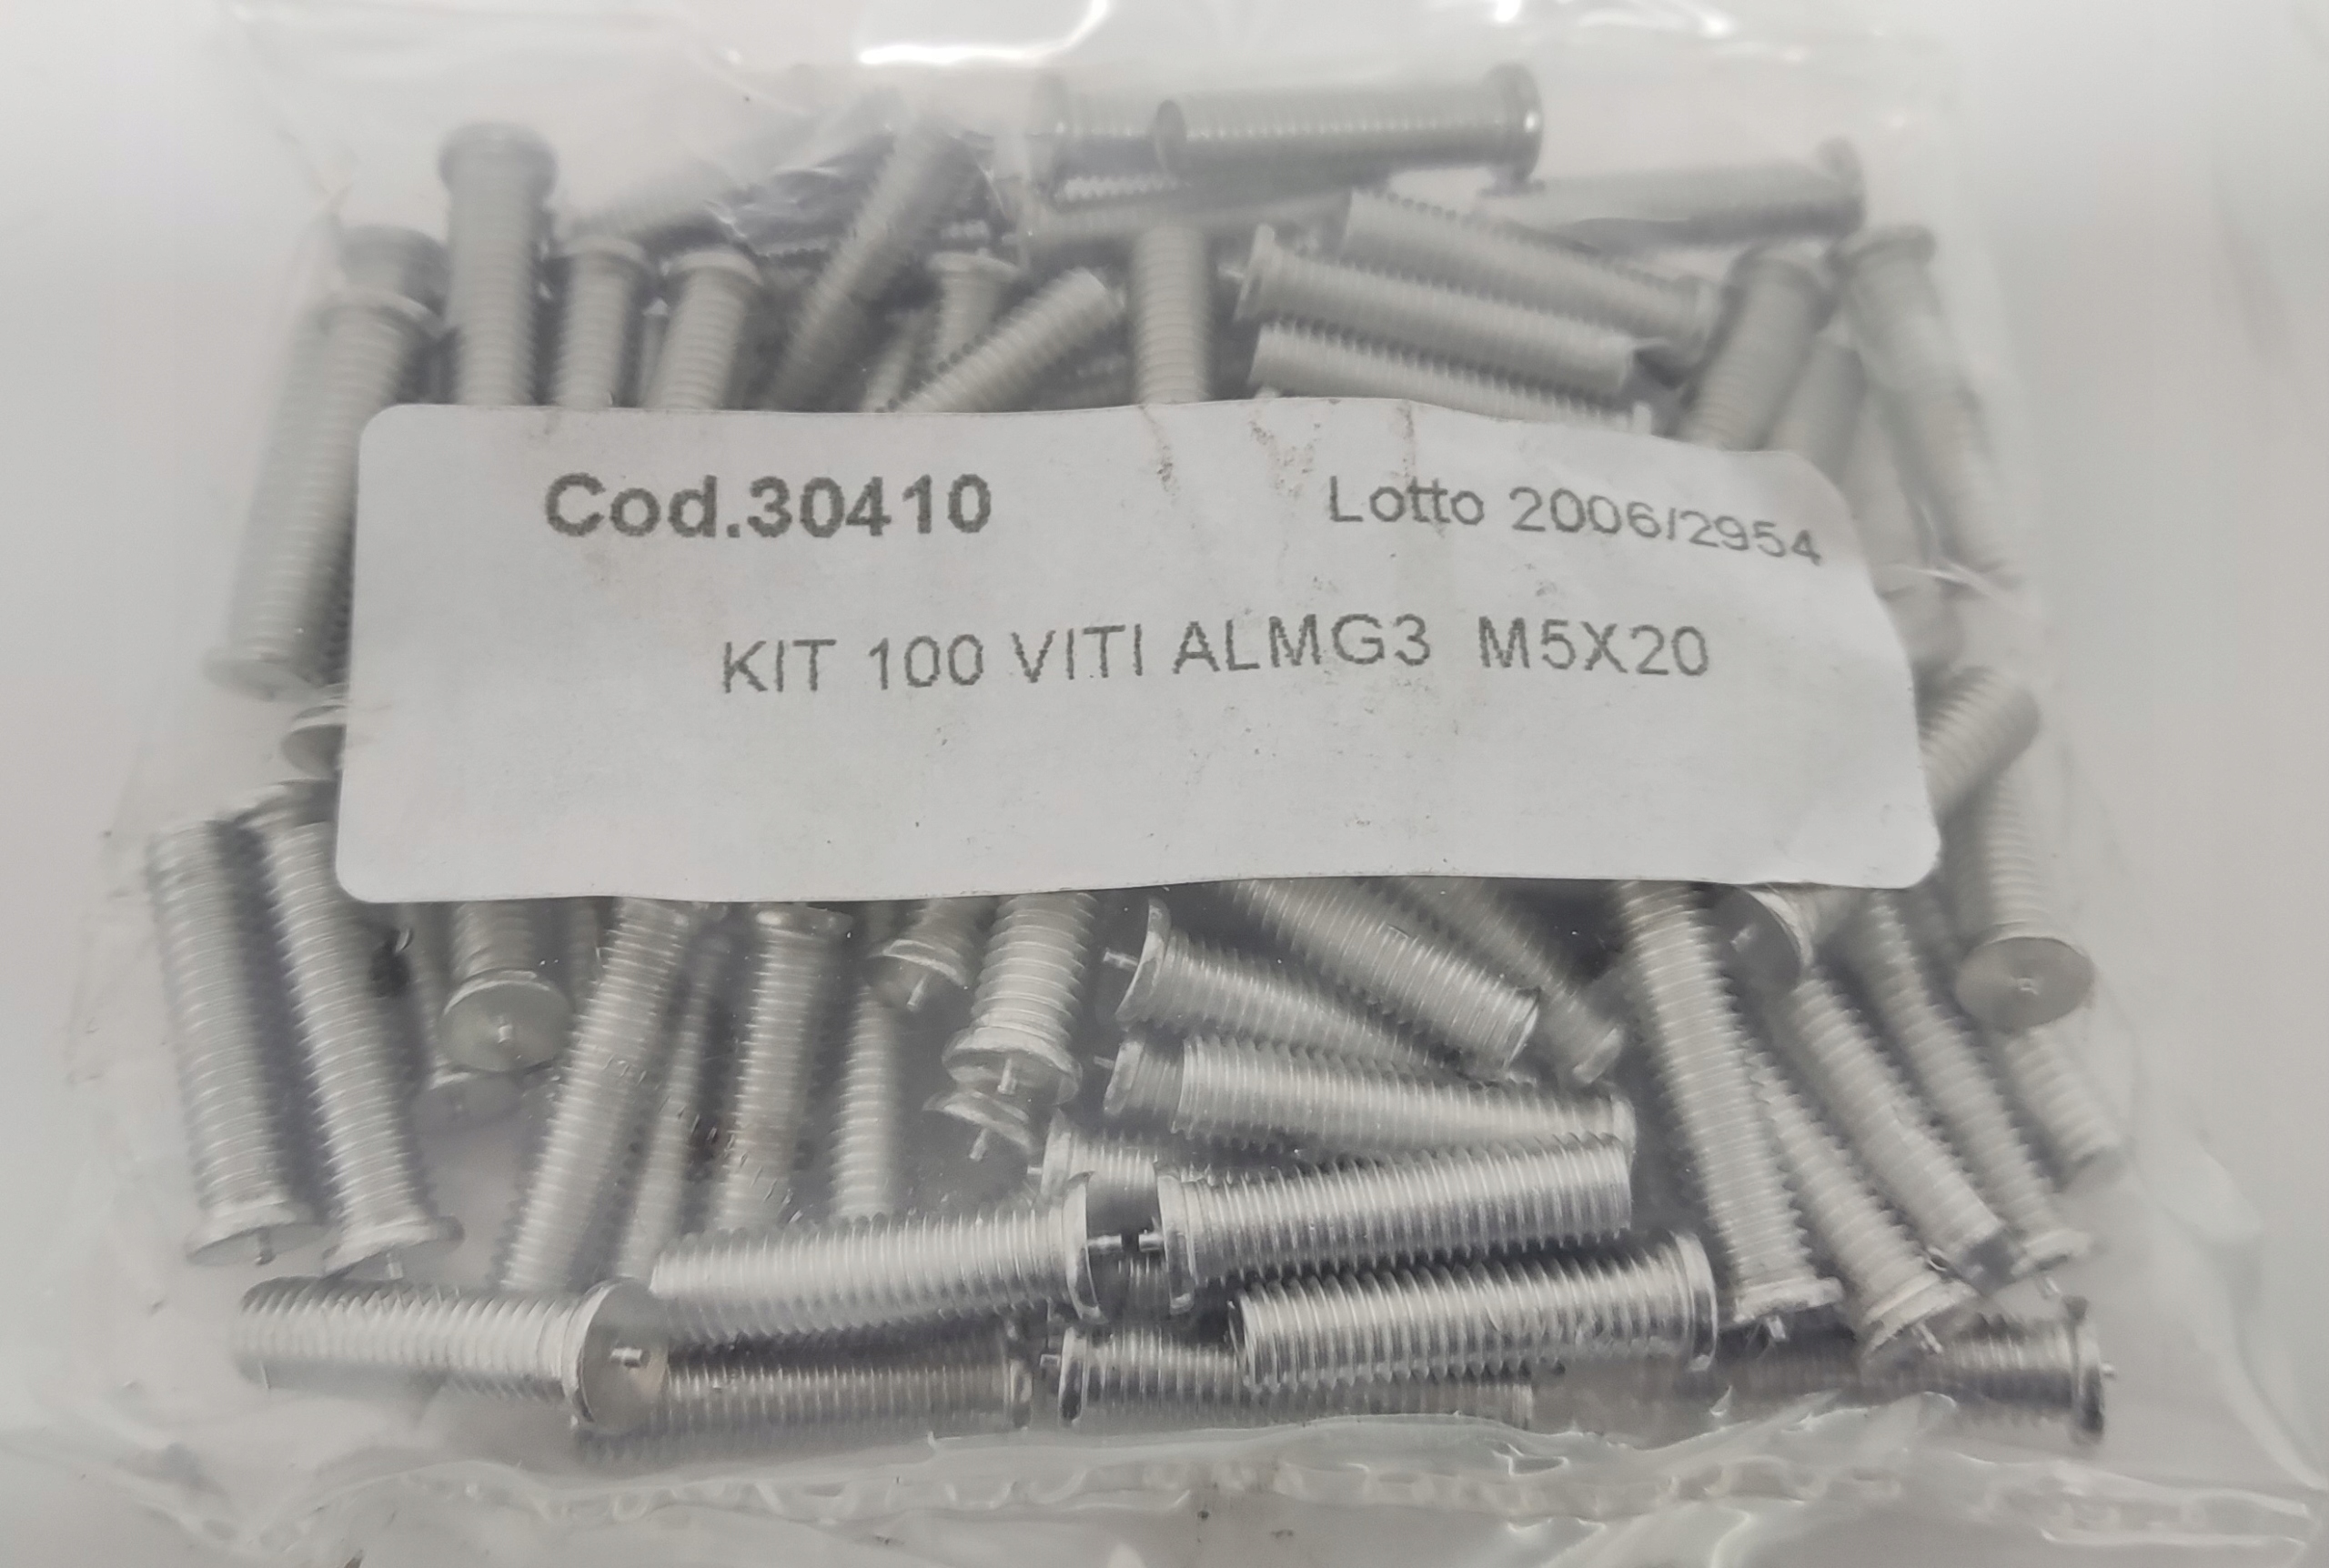 Cod.30410 Lotto 2006/2954
KIT 100 VITI ALMG3 M5X20